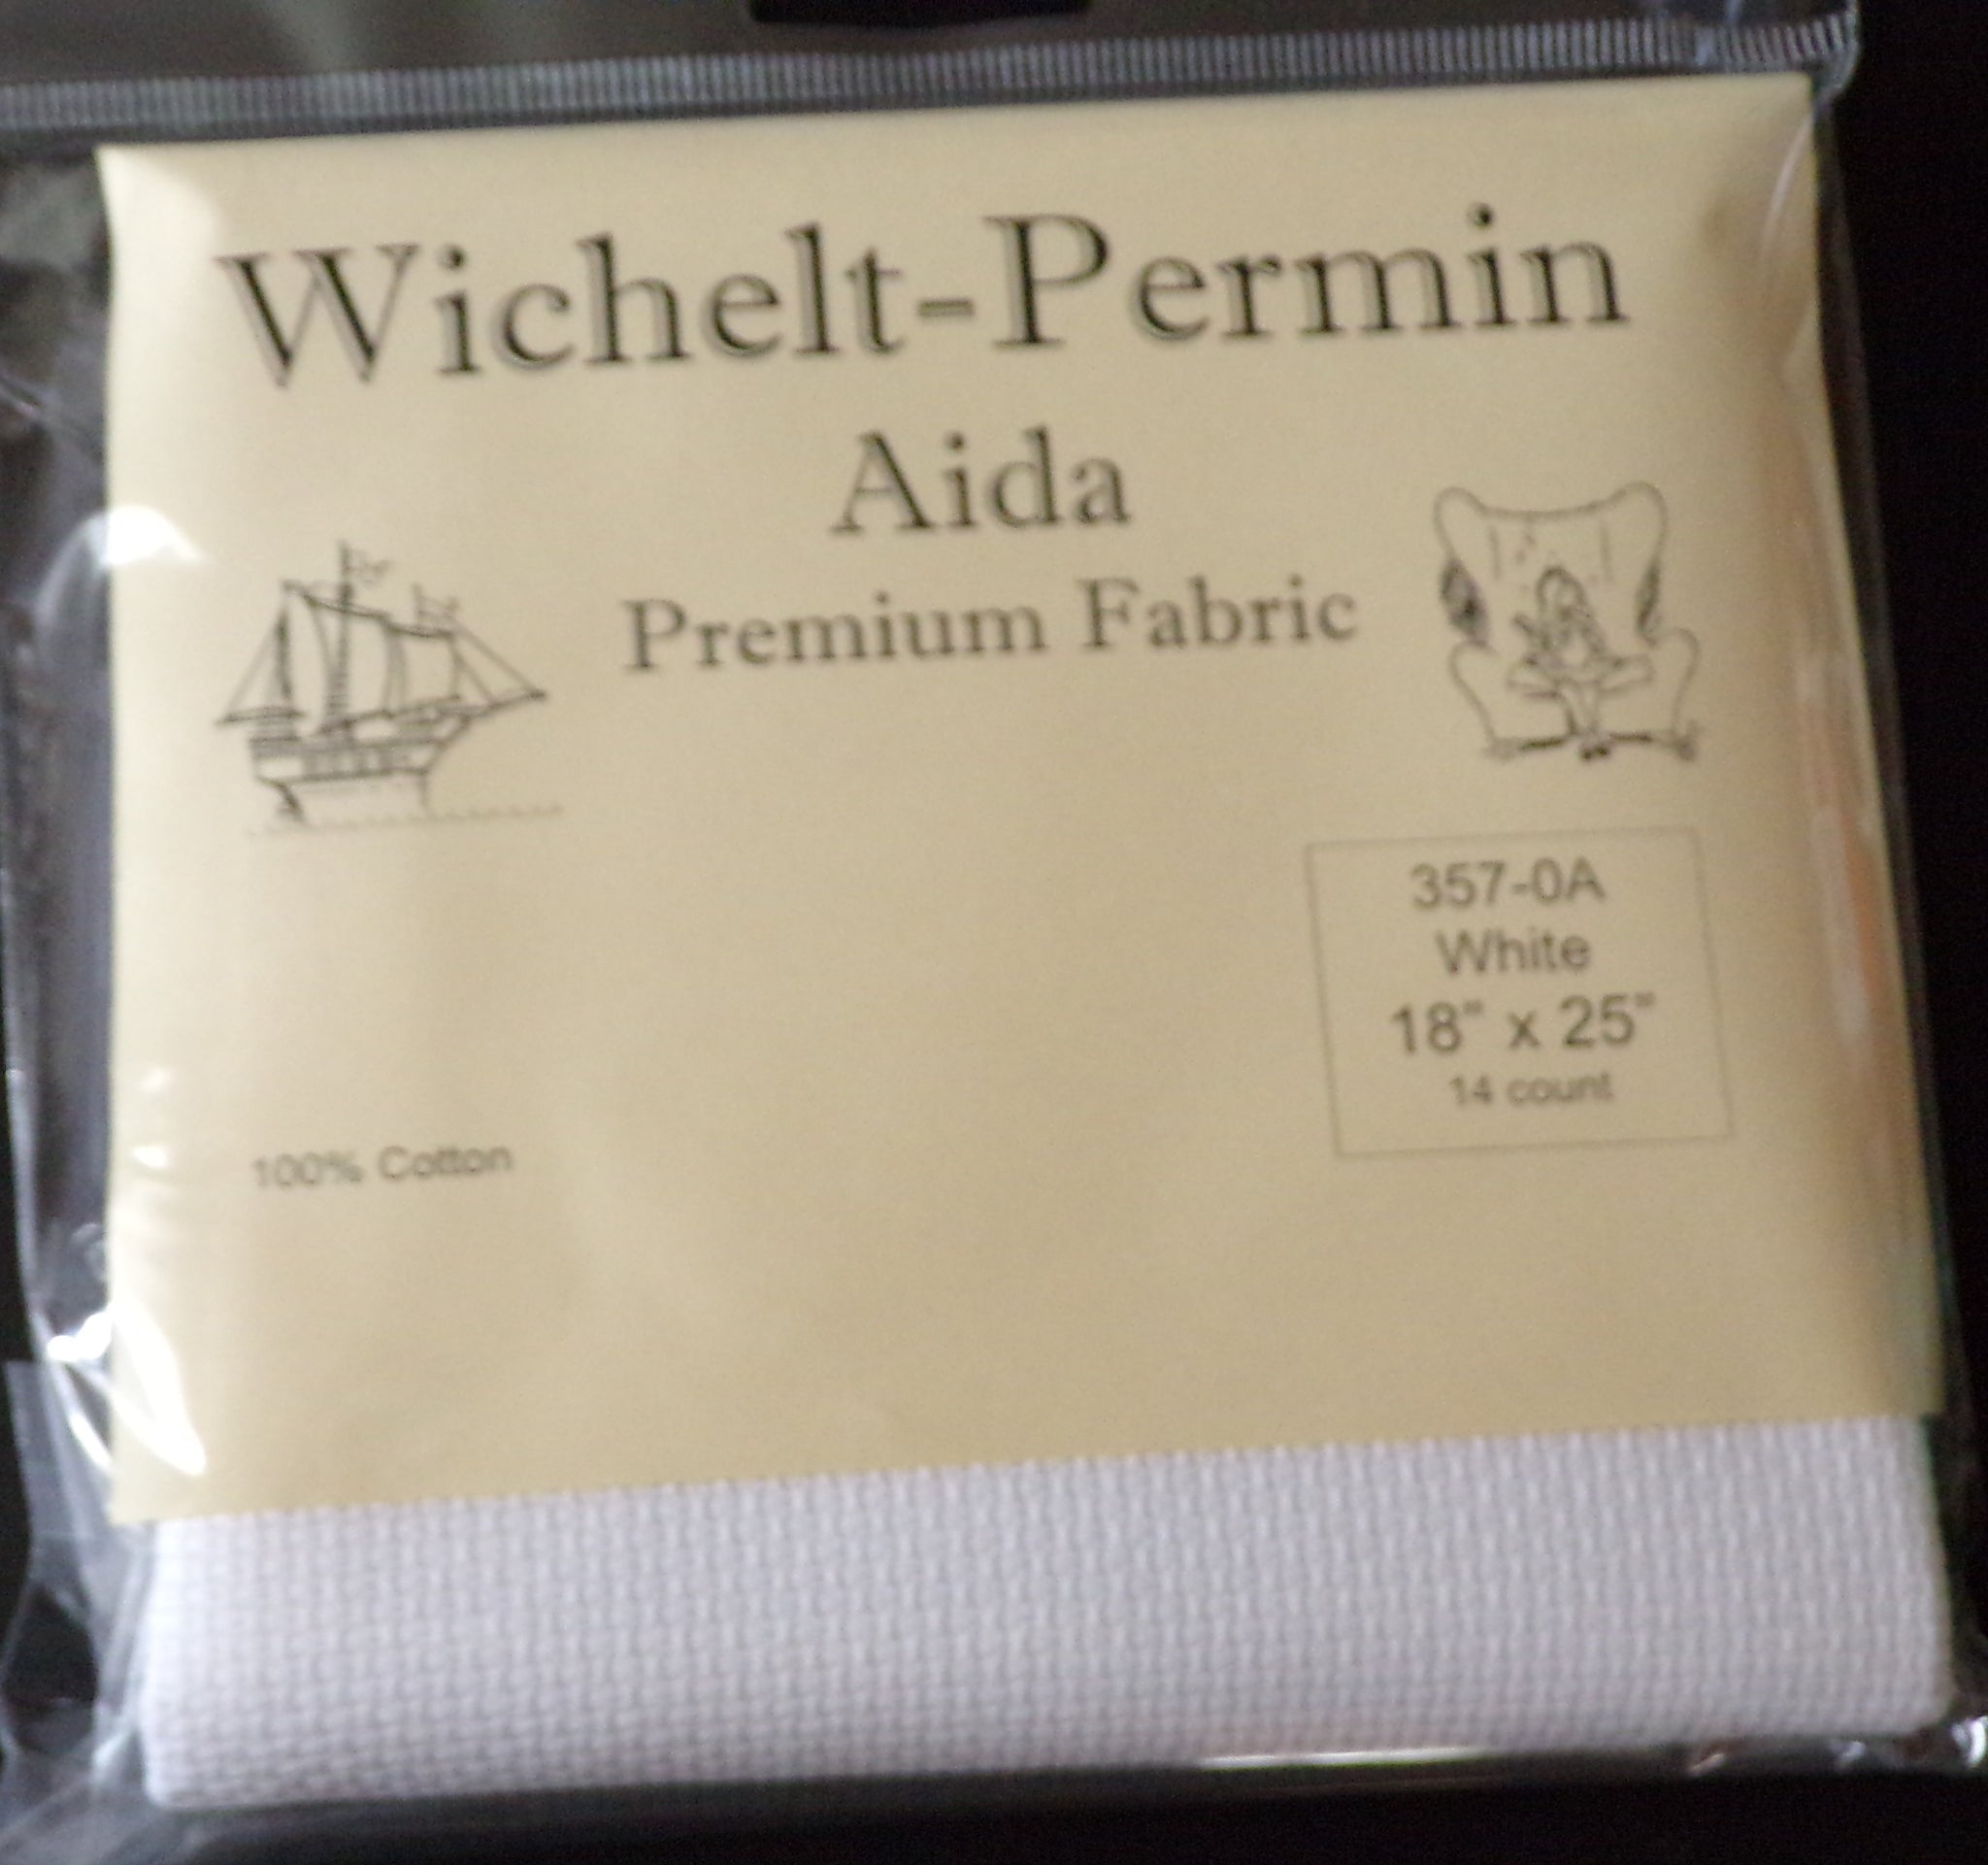 Wichelt-Permin
Aida
Premium Fabric
357-0A
White
18" x 25"
14 count
100% Cotton